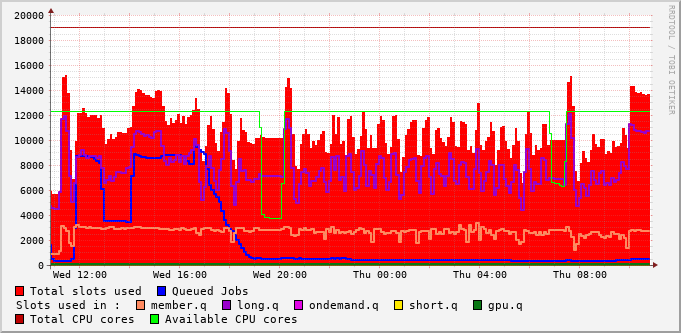 20000
18000
16000
14000
12000
10000
8000
6000
4000
2000
0
Wed 12:00 Wed 16:00 Wed 20:00 Thu 00:00 Thu 04:00 Thu 08:00
RRDTOOL / TOBI OETIKER
Total slots used Queued Jobs
Slots used in : member.q long.q ondemand.q short.q gpu.q
Total CPU cores Available CPU cores